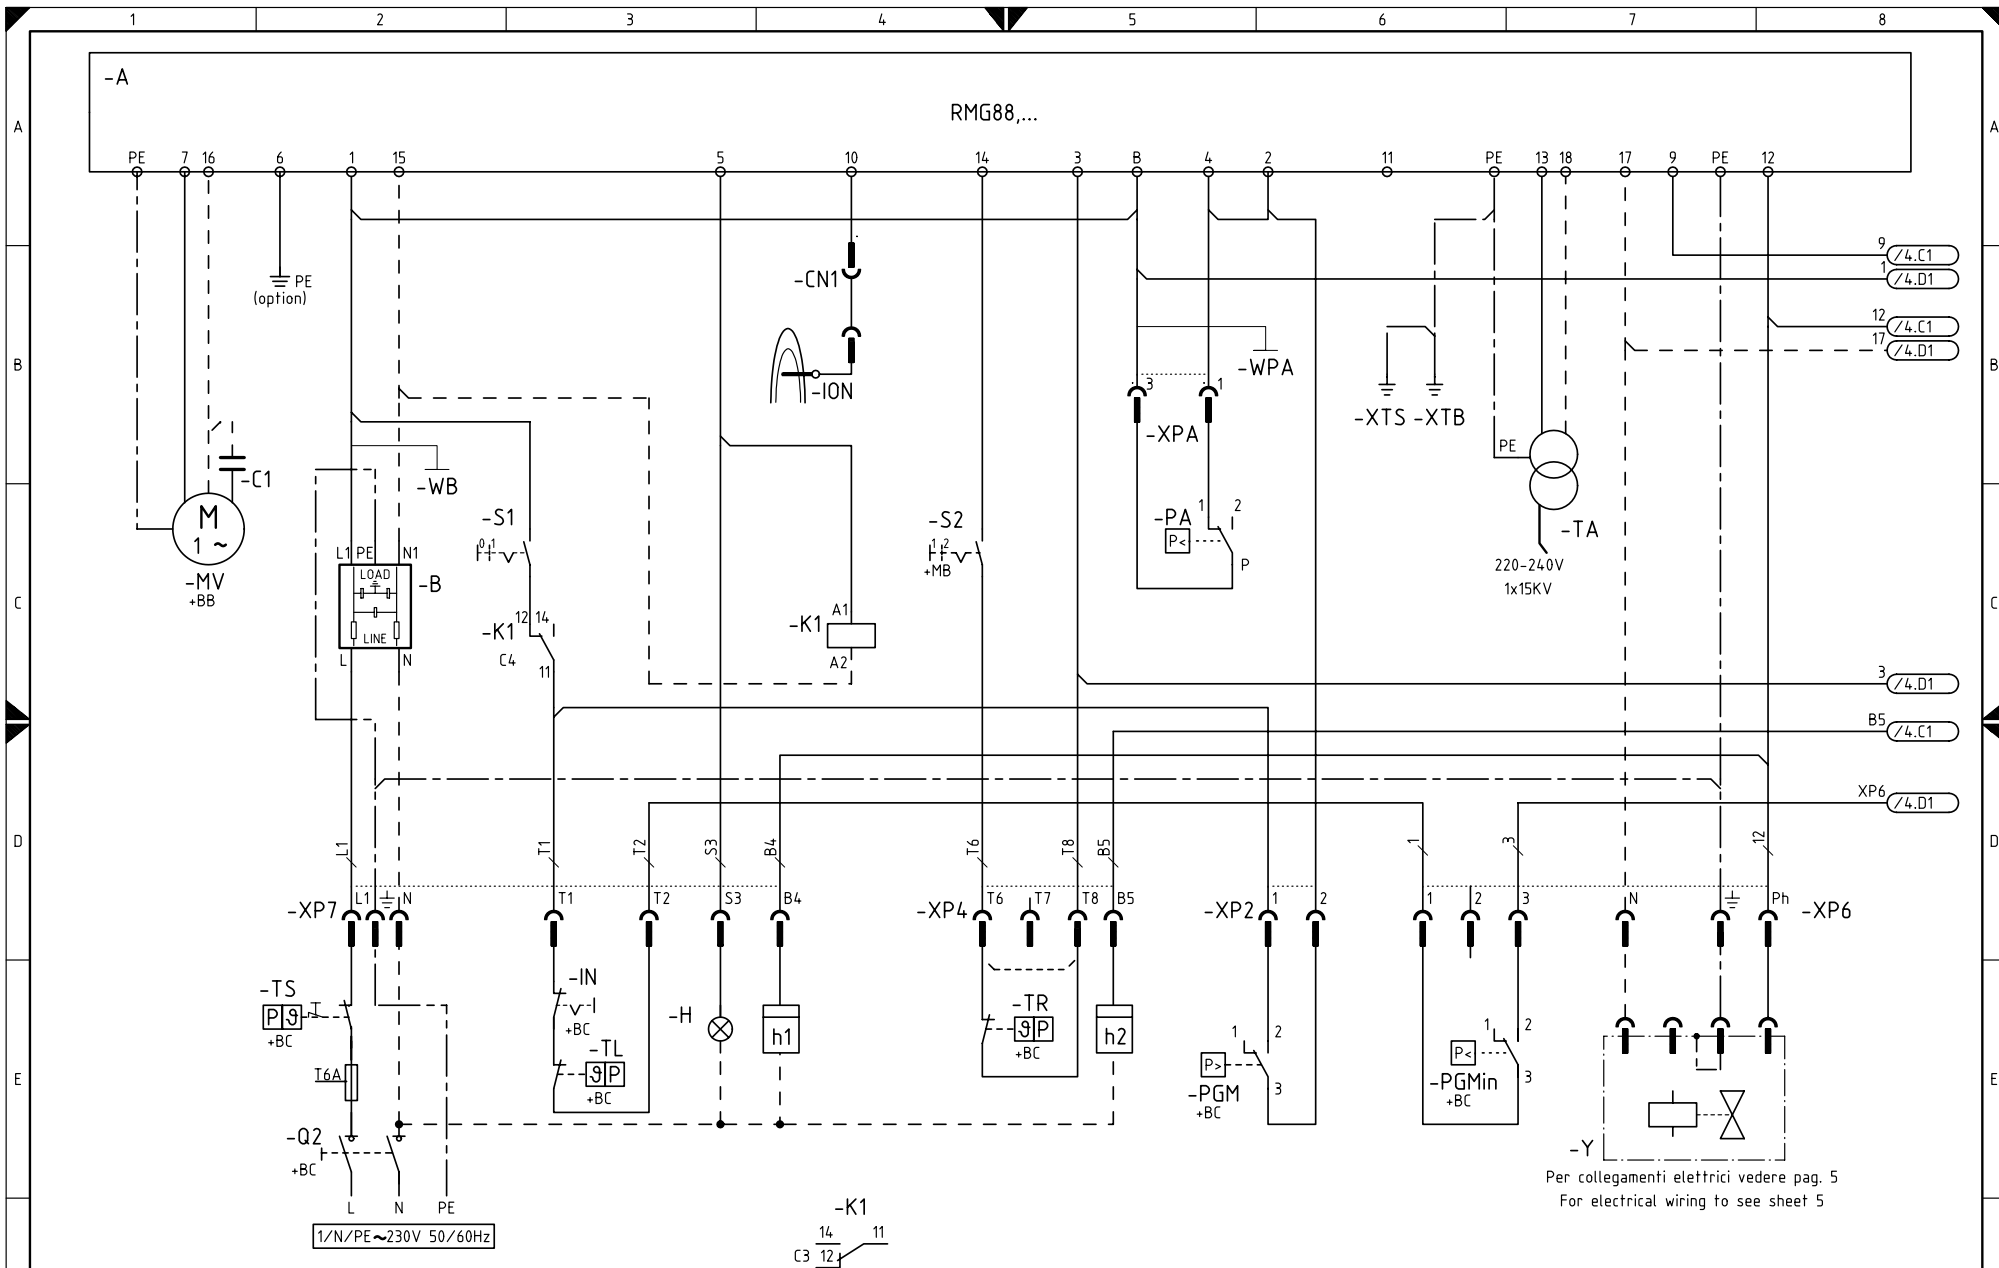 1 2 3 4 5 6 7 8
-A
RMG88,...
A A
PE 7 16 6 1 15 5 10 14 3 B 4 2 11 PE 13 18 17 9 PE 12
9 /4.C1
1 /4.D1
PE
(option)
-CN1
12 /4.C1
17 /4.D1
B B
-WPA
-ION
3 1
-XTS -XTB
-XPA
PE
-C1
-WB
-S1
0 1
-S2
1 2
+MB
-PA
P<
1 2
P
-TA
220-240V
1x15KV
M
1 ~
-MV
+BB
L1 PE N1
LOAD
-B
LINE
L N
C C
12 14
-K1
C4
11
A1
-K1
A2
3 /4.D1
B5 /4.C1
XP6 /4.D1
D D
L1 T1 T2 S3 B4 T6 T8 B5 1 3 12
-XP7 L1 N T1 T2 S3 B4 -XP4 T6 T7 T8 B5 -XP2 1 2 1 2 3 N Ph -XP6
-TS
P ϑ
+BC
-IN
+BC
-H
h1
-TR
ϑ P
+BC
h2
1 2
P>
3
-PGM
+BC
1 2
P<
3
-PGMin
+BC
-TL
ϑ P
+BC
E E
T6A
-Q2
+BC
-Y
Per collegamenti elettrici vedere pag. 5
For electrical wiring to see sheet 5
L N PE
1/N/PE~230V 50/60Hz
-K1
14 11
C3 12